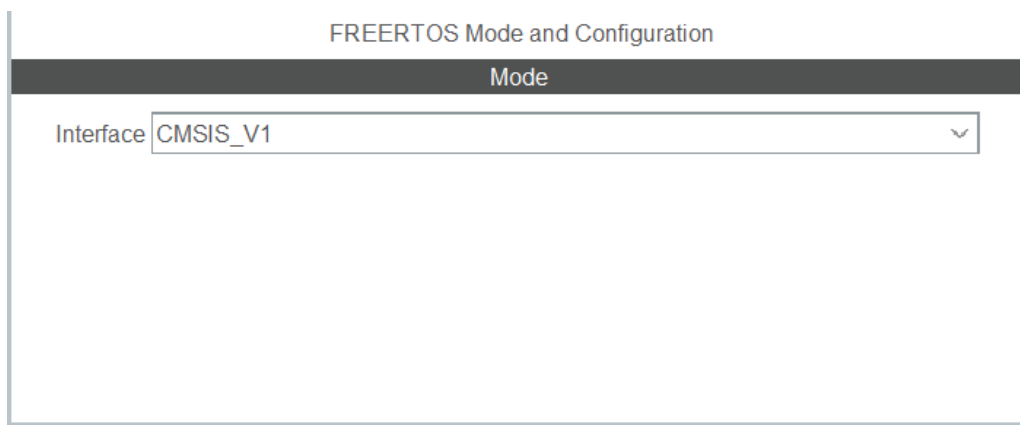 FREERTOS Mode and Configuration
Mode
Interface CMSIS_V1